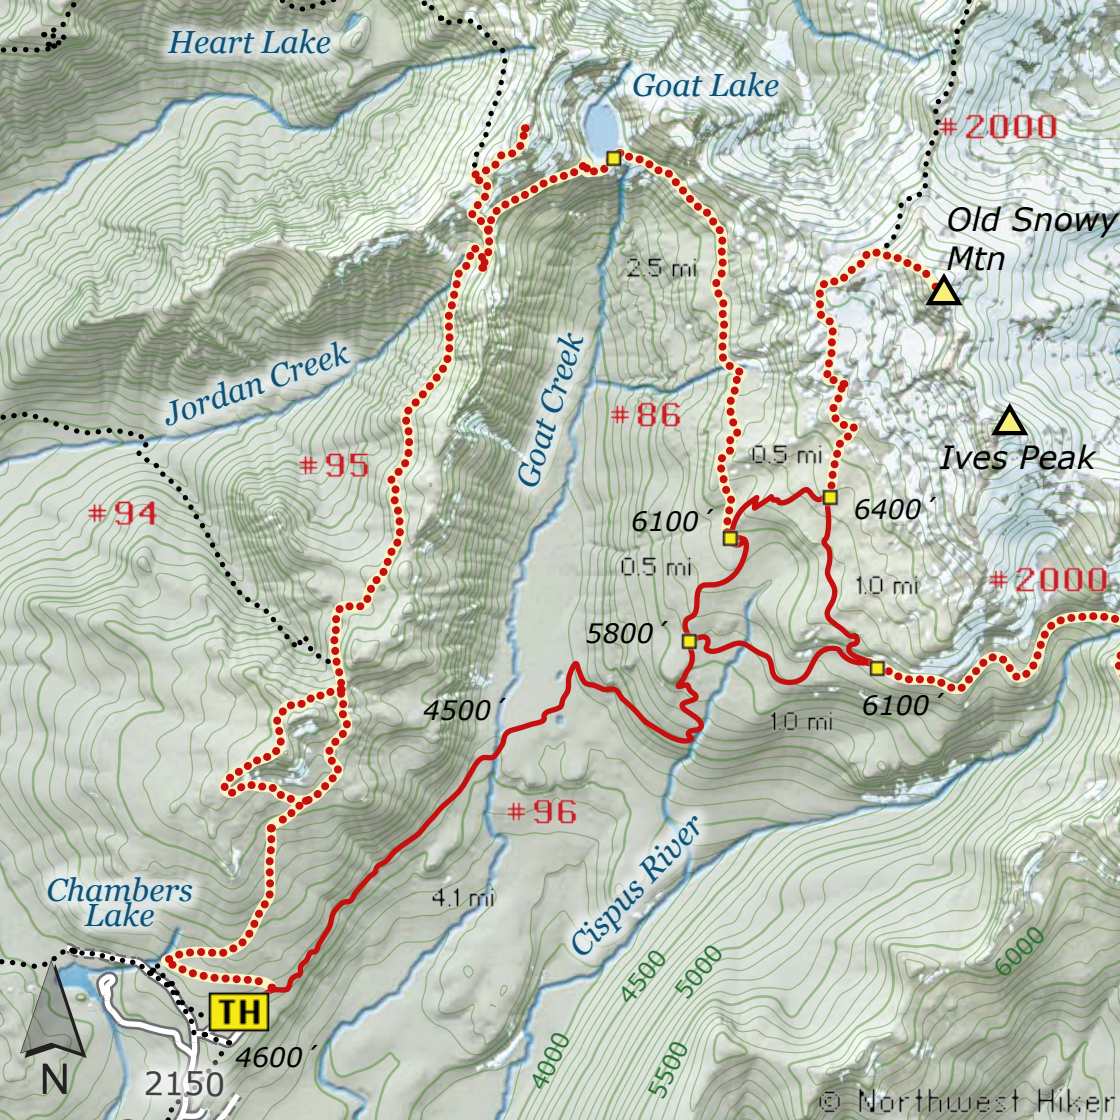 Heart Lake
Goat Lake
#2000
Old Snowy
Mtn
2.5 mi
Jordan Creek
Goat Creek
#86
Ives Peak
0.5 mi
#95
#94
6100´
6400´
0.5 mi
1.0 mi
#2000
5800´
4500´
6100´
1.0 mi
#96
Chambers
Lake
4.1 mi
Cispus River
4500
5000
6000
TH
4600´
4000
5500
N
2150
© Northwest Hiker